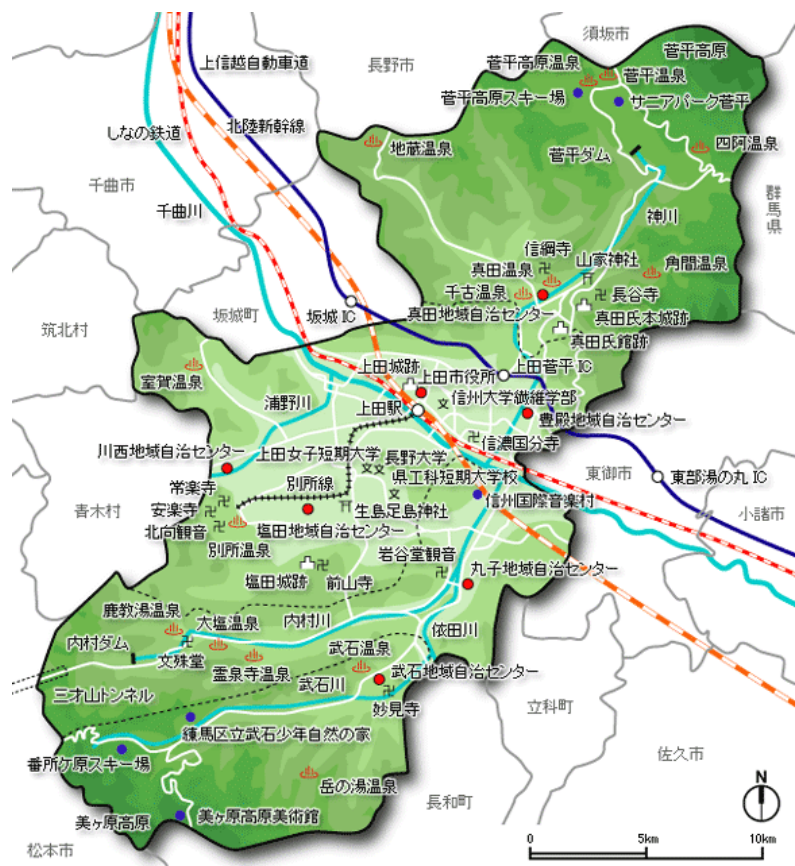 須坂市
菅平高原
上信越自動車道
長野市
菅平高原温泉
菅平温泉
菅平高原スキー場
サニアパーク菅平
北陸新幹線
しなの鉄道
地蔵温泉
菅平ダム
四阿温泉
千曲市
千曲川
神川
群馬県
信綱寺
真田温泉
山家神社
角間温泉
千古温泉
長谷寺
坂城町
坂城IC
真田地域自治センター
真田氏本城跡
筑北村
真田氏館跡
室賀温泉
上田城跡
上田菅平IC
上田市役所
浦野川
上田駅
信州大学繊維学部
豊殿地域自治センター
信濃国分寺
川西地域自治センター
上田女子短期大学
長野大学
東御市
別所線
県工科短期大学校
東部湯の丸IC
常楽寺
信州国際音楽村
青木村
安楽寺
生島足島神社
小諸市
北向観音
塩田地域自治センター
別所温泉
岩谷堂観音
塩田城跡
前山寺
丸子地域自治センター
鹿教湯温泉
大塩温泉
内村川
依田川
内村ダム
文殊堂
霊泉寺温泉
武石温泉
武石地域自治センター
三才山トンネル
武石川
妙見寺
立科町
練馬区立武石少年自然の家
番所ケ原スキー場
佐久市
岳の湯温泉
長和町
美ヶ原高原
美ヶ原高原美術館
松本市
N
0
5km
10km